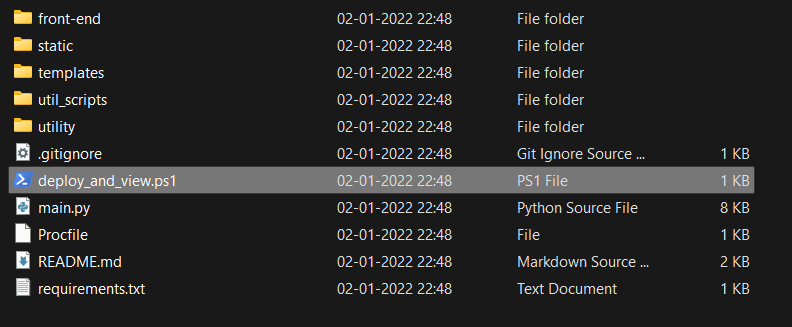 front-end 02-01-2022 22:48 File folder
static 02-01-2022 22:48 File folder
templates 02-01-2022 22:48 File folder
util_scripts 02-01-2022 22:48 File folder
utility 02-01-2022 22:48 File folder
.gitignore 02-01-2022 22:48 Git Ignore Source ... 1 KB
deploy_and_view.ps1 02-01-2022 22:48 PS1 File 1 KB
main.py 02-01-2022 22:48 Python Source File 8 KB
Procfile 02-01-2022 22:48 File 1 KB
README.md 02-01-2022 22:48 Markdown Source ... 2 KB
requirements.txt 02-01-2022 22:48 Text Document 1 KB